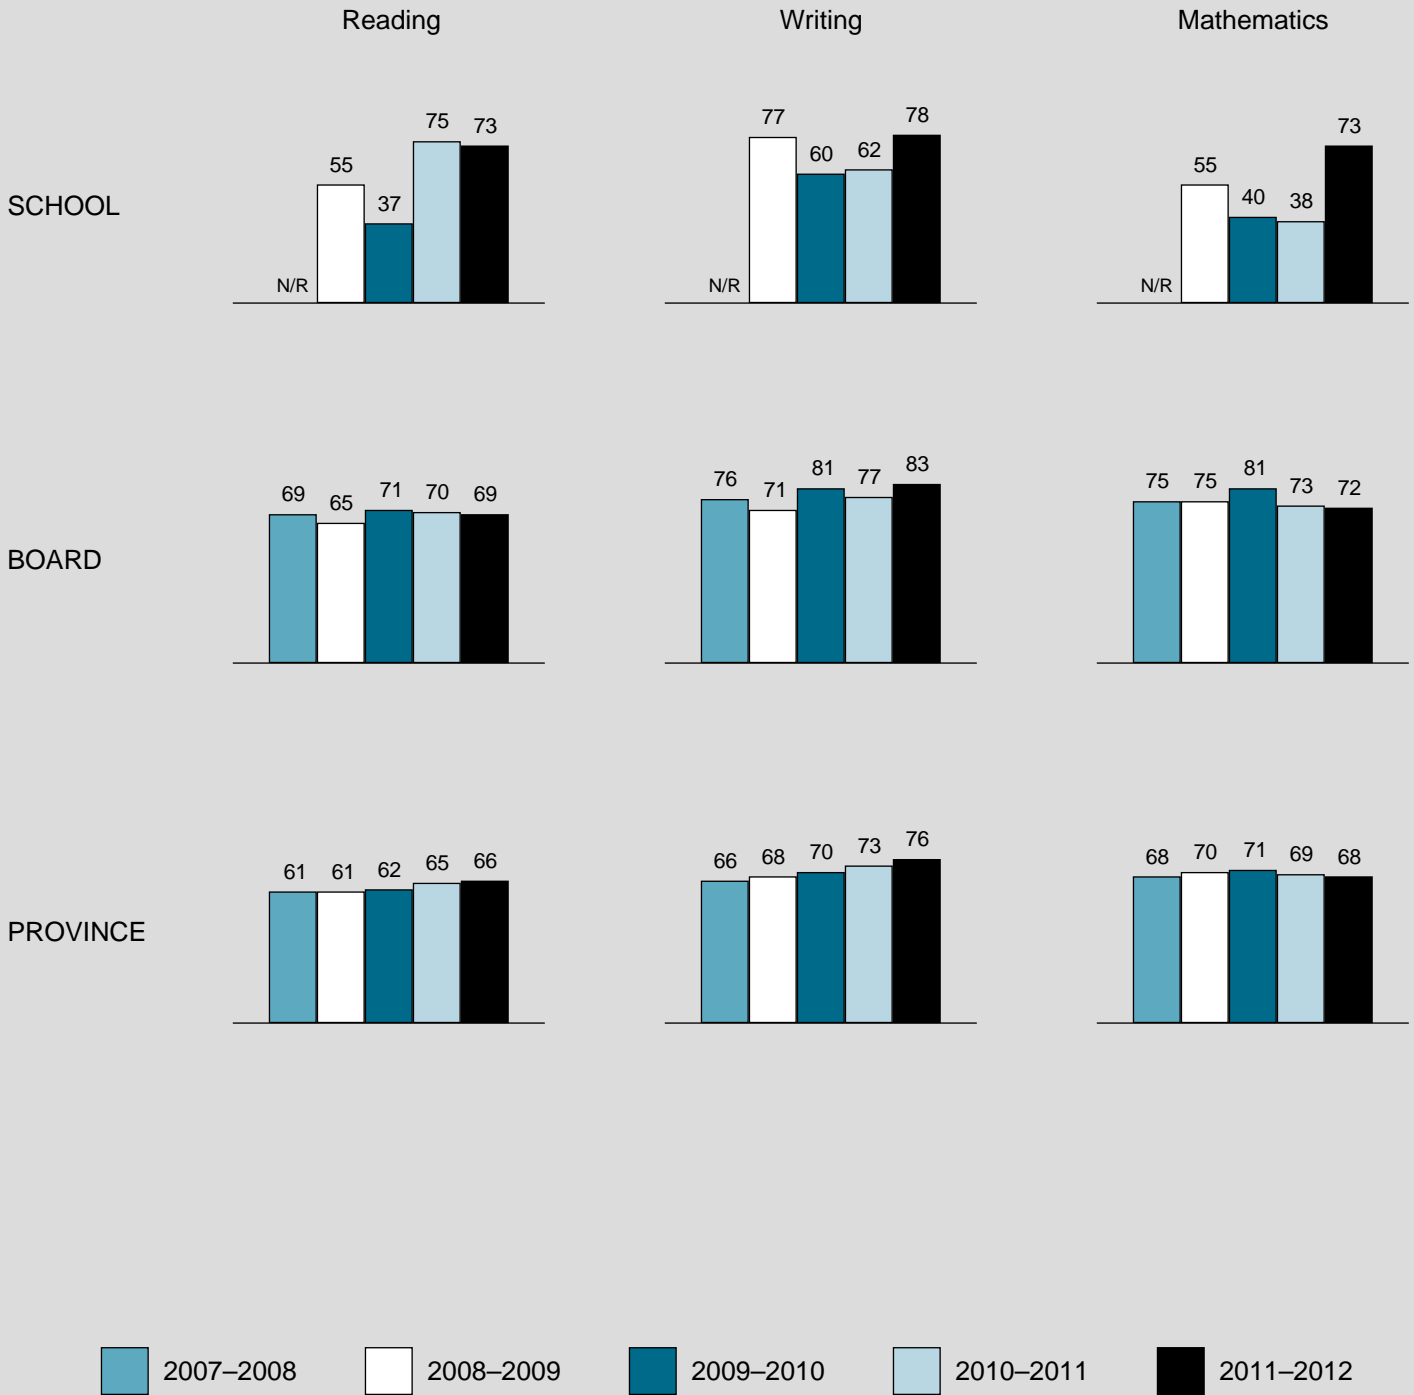 Reading Writing Mathematics
SCHOOL
N/R 55 37 75 73
N/R 77 60 62 78
N/R 55 40 38 73
BOARD
69 65 71 70 69
76 71 81 77 83
75 75 81 73 72
PROVINCE
61 61 62 65 66
66 68 70 73 76
68 70 71 69 68
2007–2008 2008–2009 2009–2010 2010–2011 2011–2012